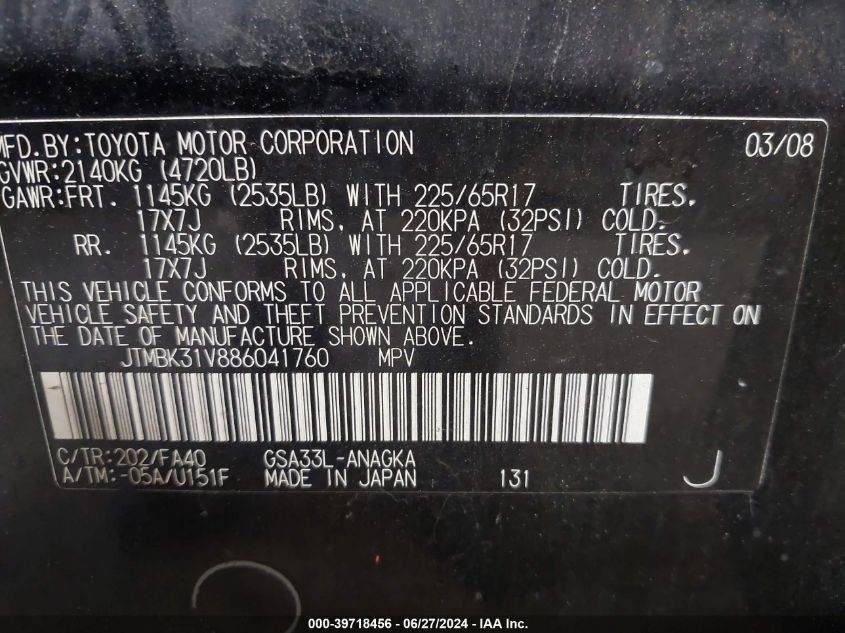 MFD.BY:TOYOTA MOTOR CORPORATION 03/08
GVWR:2140KG (4720LB)
GAWR:FRT. 1145KG (2535LB) WITH 225/65R17 TIRES,
17X7J RIMS, AT 220KPA (32PSI) COLD.
RR. 1145KG (2535LB) WITH 225/65R17 TIRES,
17X7J RIMS, AT 220KPA (32PSI) COLD.
THIS VEHICLE CONFORMS TO ALL APPLICABLE FEDERAL MOTOR
VEHICLE SAFETY AND THEFT PREVENTION STANDARDS IN EFFECT ON
THE DATE OF MANUFACTURE SHOWN ABOVE.
JTMBK31V886041760 MPV
C/TR:202/FA40 GSA33L-ANAGKA
A/TM:-05A/U151F MADE IN JAPAN 131 J
000-39718456 - 06/27/2024 - IAA Inc.